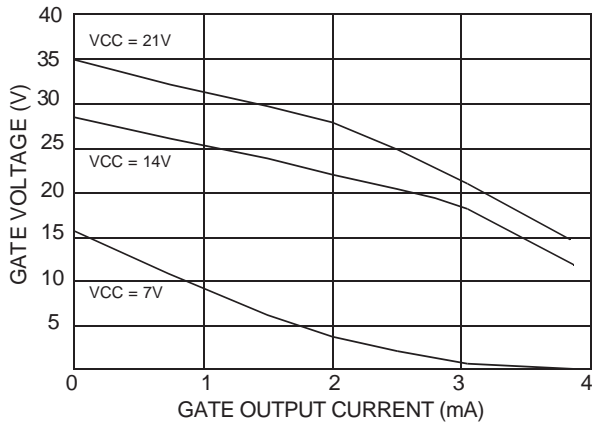 40
VCC = 21V
35
30
25
VCC = 14V
20
15
10
VCC = 7V
5
GATE VOLTAGE (V)
0 1 2 3 4
GATE OUTPUT CURRENT (mA)